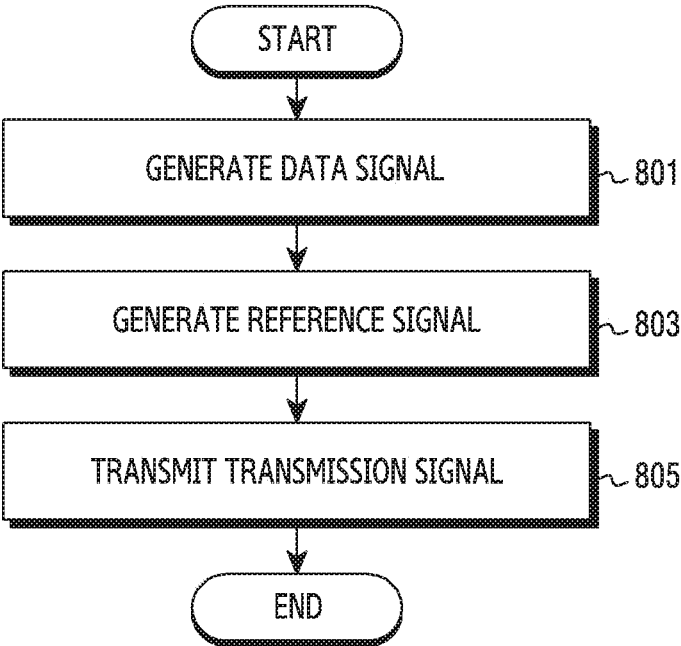 START
GENERATE DATA SIGNAL
801
GENERATE REFERENCE SIGNAL
803
TRANSMIT TRANSMISSION SIGNAL
805
END